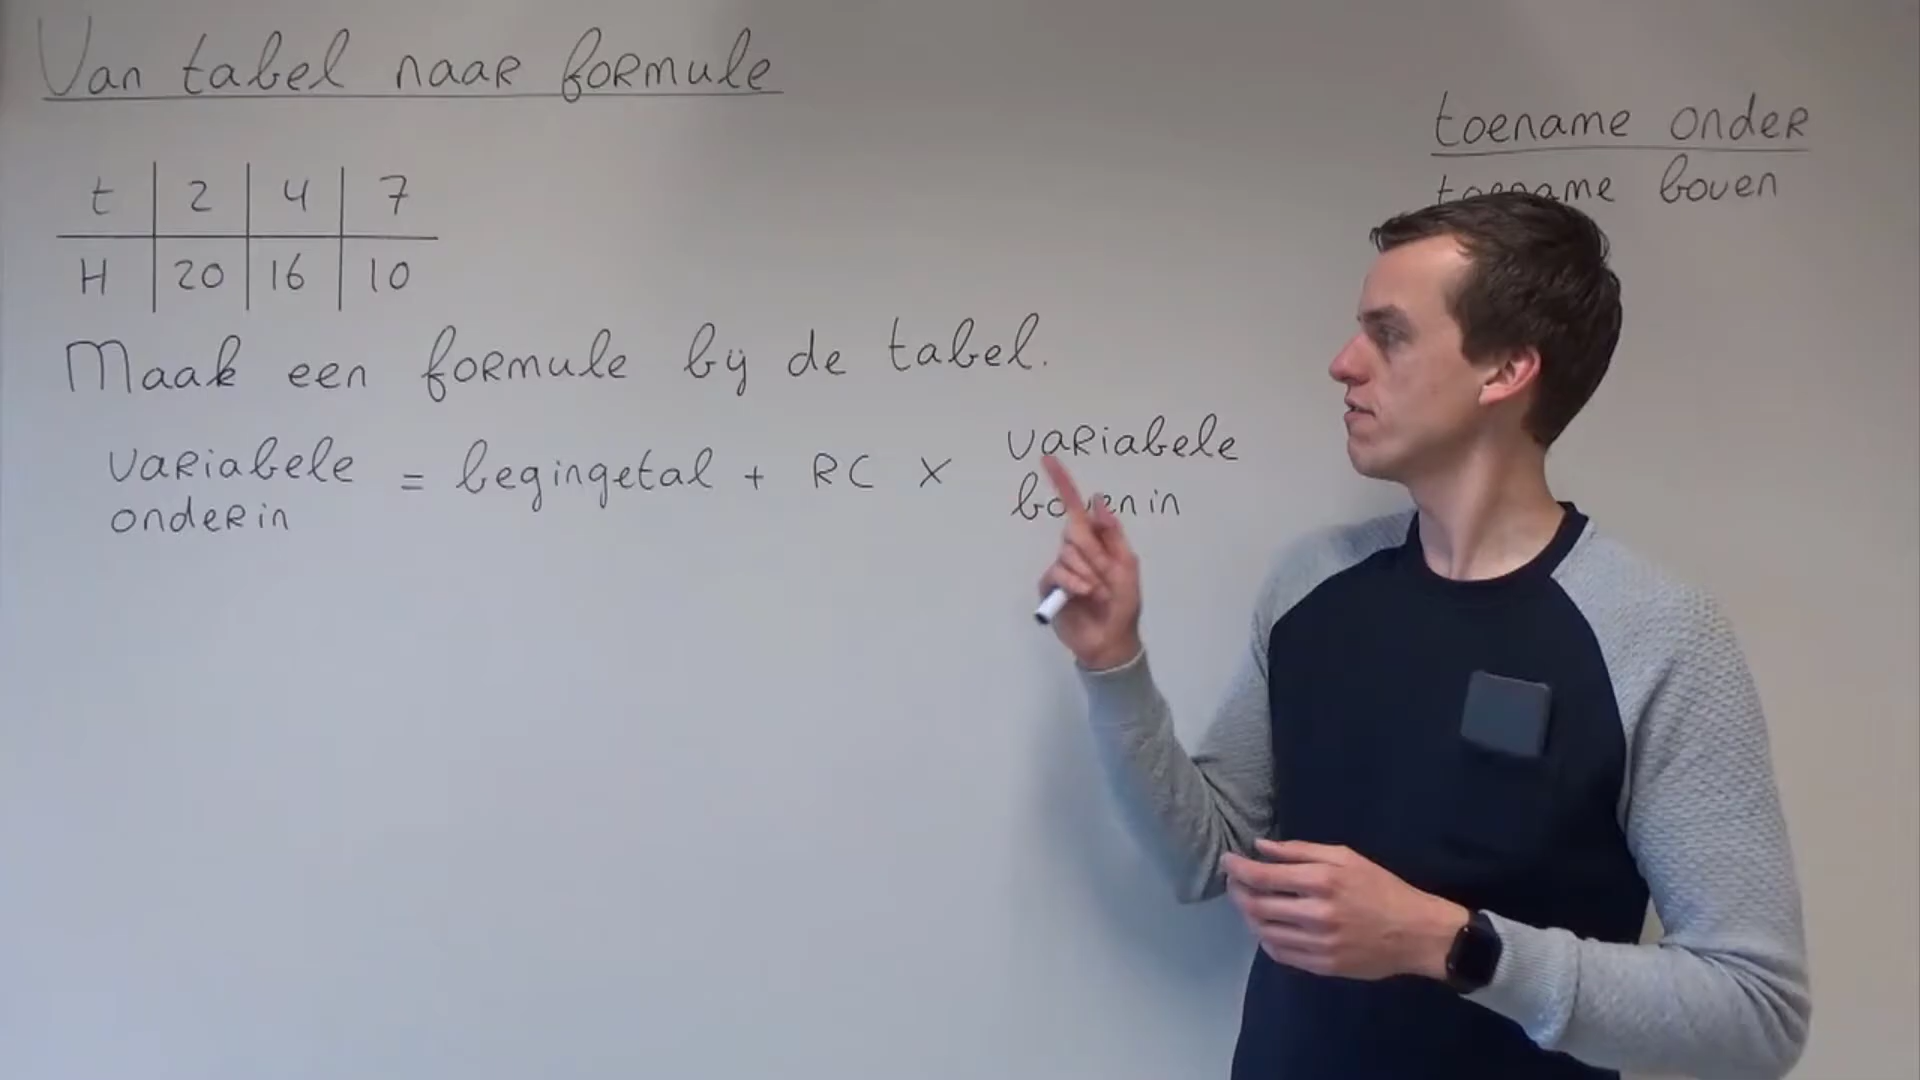 Van tabel naar formule
toename onder
toename boven
t 2 4 7
H 20 16 10
Maak een formule bij de tabel.
variabele onderin = begingetal + RC × variabele bovenin